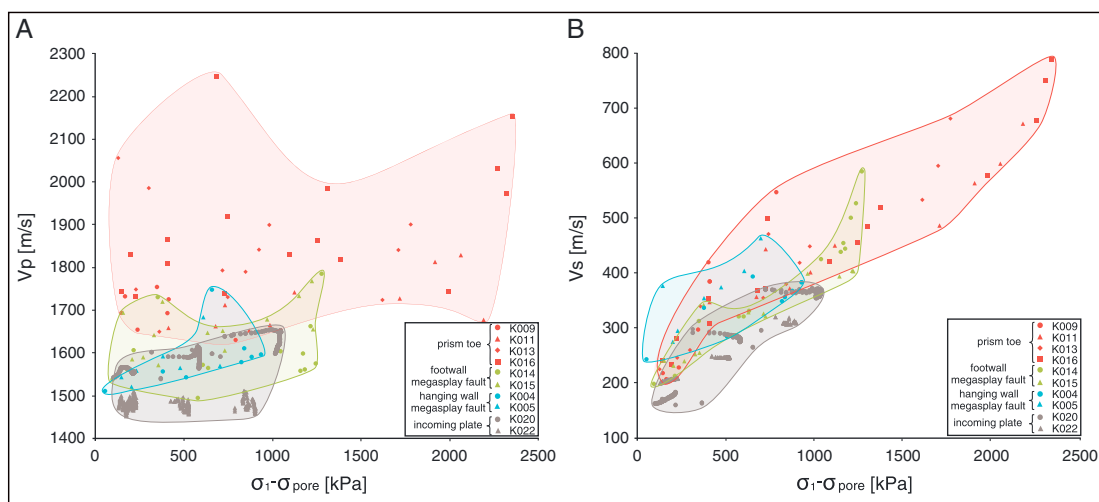 A
2300
2200
2100
2000
1900
1800
1700
1600
1500
1400
Vp [m/s]
0 500 1000 1500 2000 2500
σ1-σpore [kPa]
prism toe
footwall
megasplay fault
hanging wall
megasplay fault
incoming plate
K009
K011
K013
K016
K014
K015
K004
K005
K020
K022
B
800
700
600
500
400
300
200
100
Vs [m/s]
0 500 1000 1500 2000 2500
σ1-σpore [kPa]
prism toe
footwall
megasplay fault
hanging wall
megasplay fault
incoming plate
K009
K011
K013
K016
K014
K015
K004
K005
K020
K022